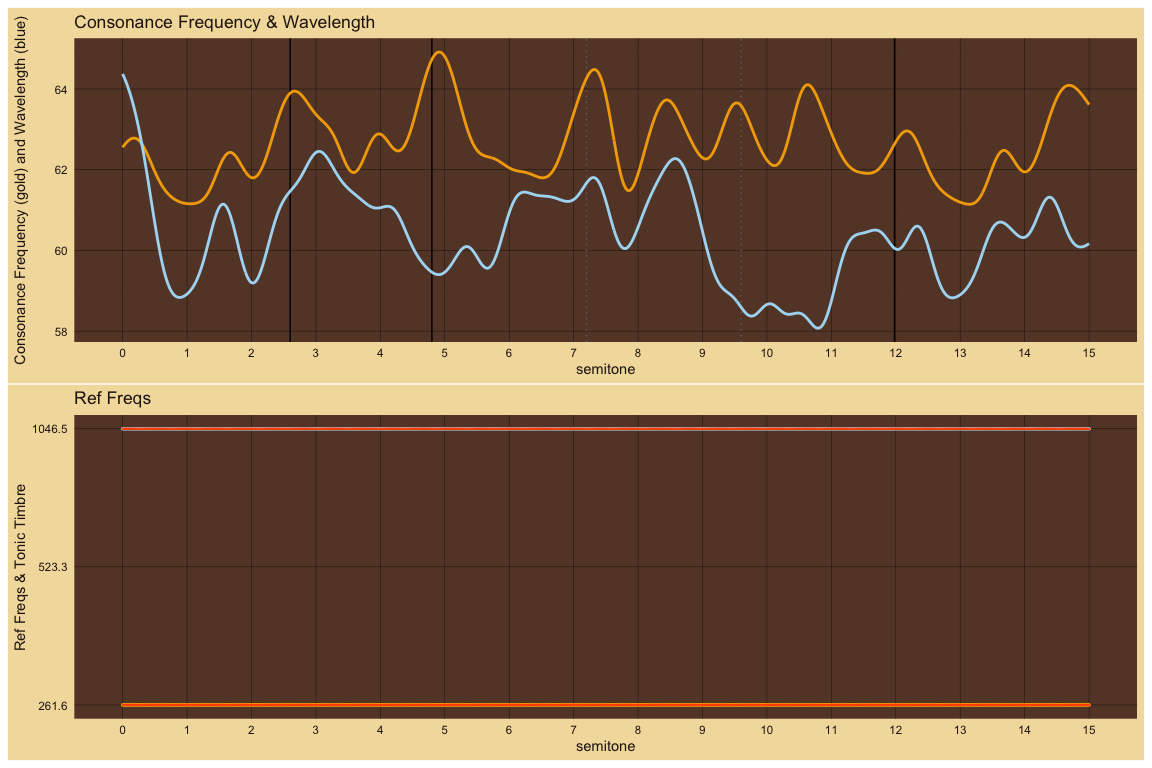 Consonance Frequency & Wavelength
Consonance Frequency (gold) and Wavelength (blue)
64
62
60
58
0 1 2 3 4 5 6 7 8 9 10 11 12 13 14 15
semitone
Ref Freqs
Ref Freqs & Tonic Timbre
1046.5
523.3
261.6
0 1 2 3 4 5 6 7 8 9 10 11 12 13 14 15
semitone